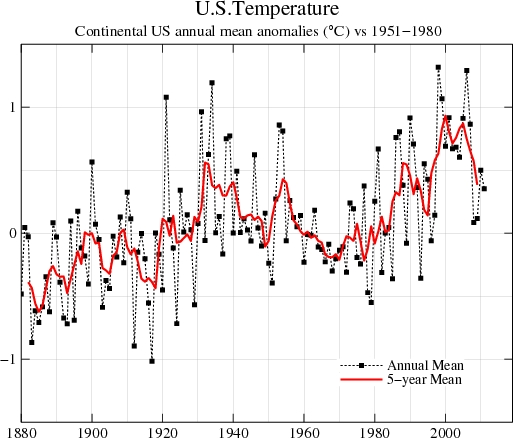 U.S.Temperature
Continental US annual mean anomalies (°C) vs 1951−1980
1
0
−1
Annual Mean
5−year Mean
1880 1900 1920 1940 1960 1980 2000